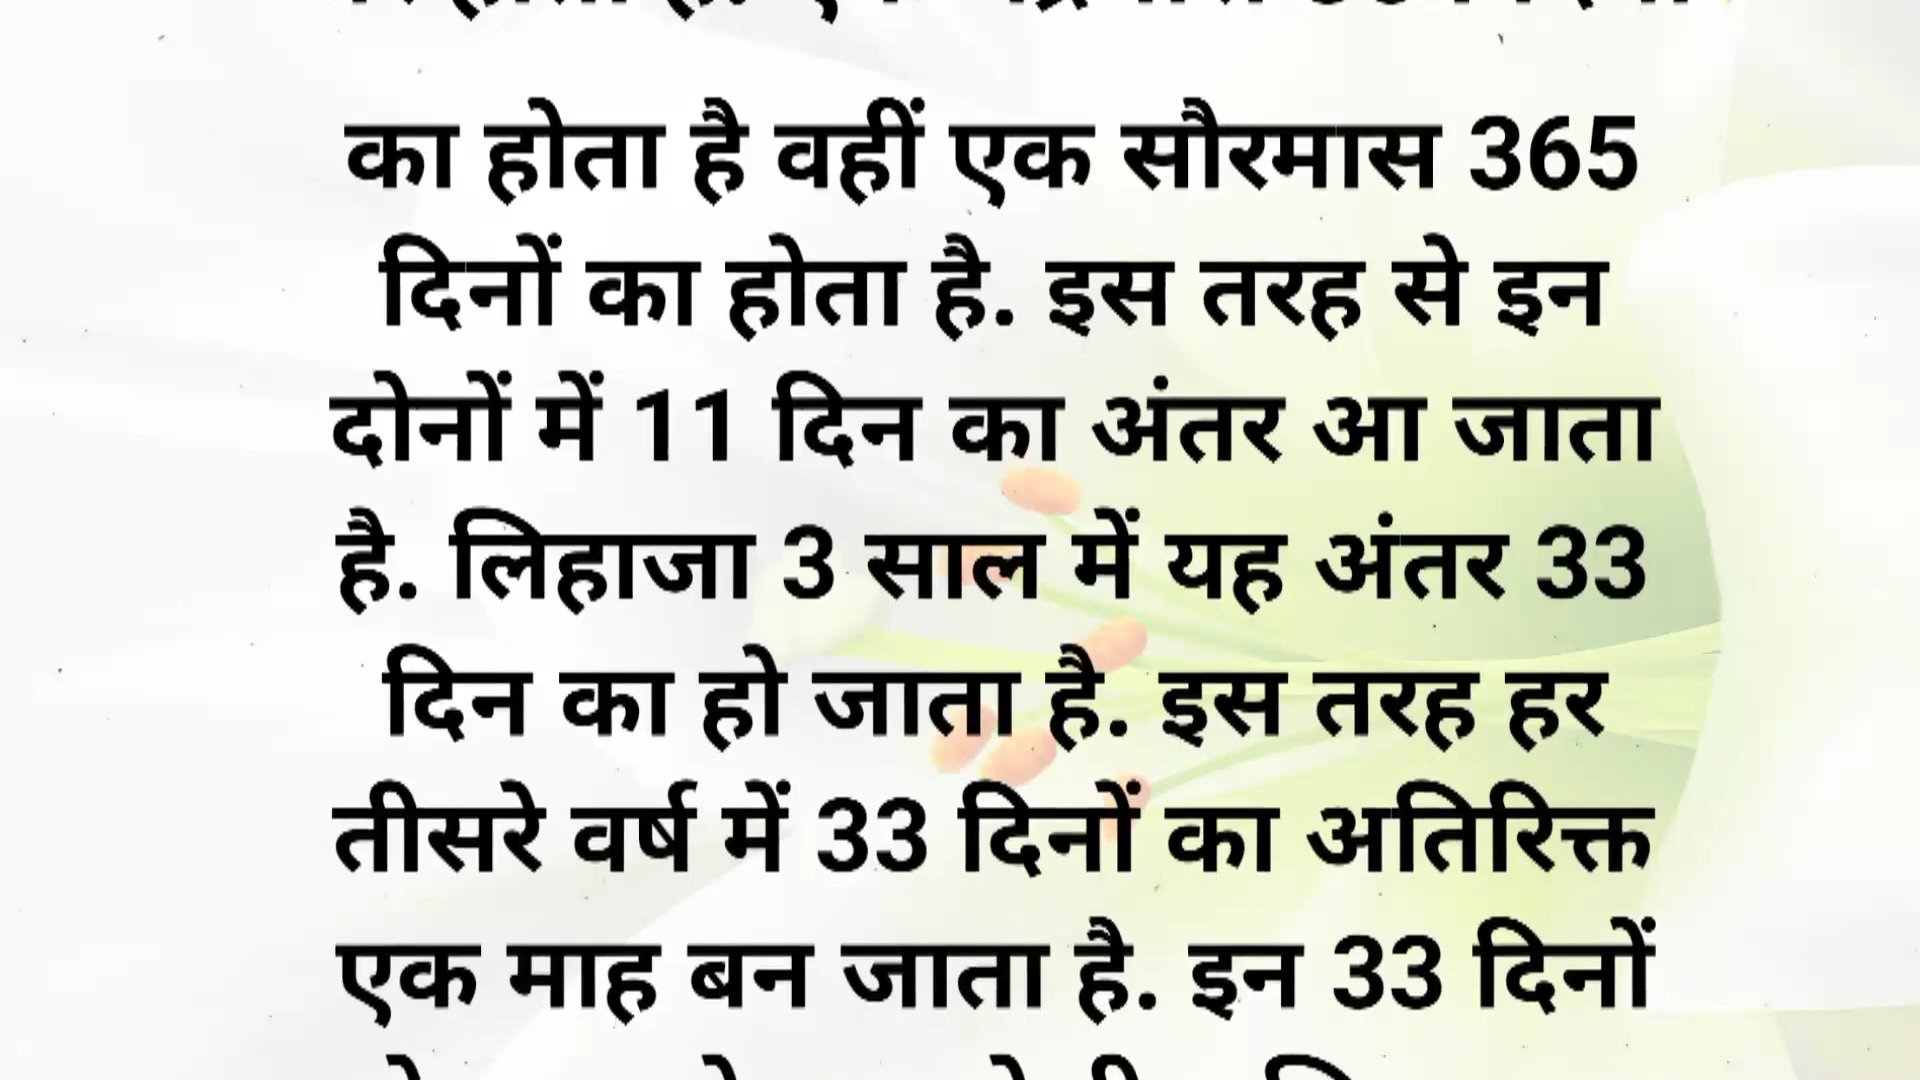 का होता है वहीं एक सौरमास 365
दिनों का होता है. इस तरह से इन
दोनों में 11 दिन का अंतर आ जाता
है. लिहाजा 3 साल में यह अंतर 33
दिन का हो जाता है. इस तरह हर
तीसरे वर्ष में 33 दिनों का अतिरिक्त
एक माह बन जाता है. इन 33 दिनों